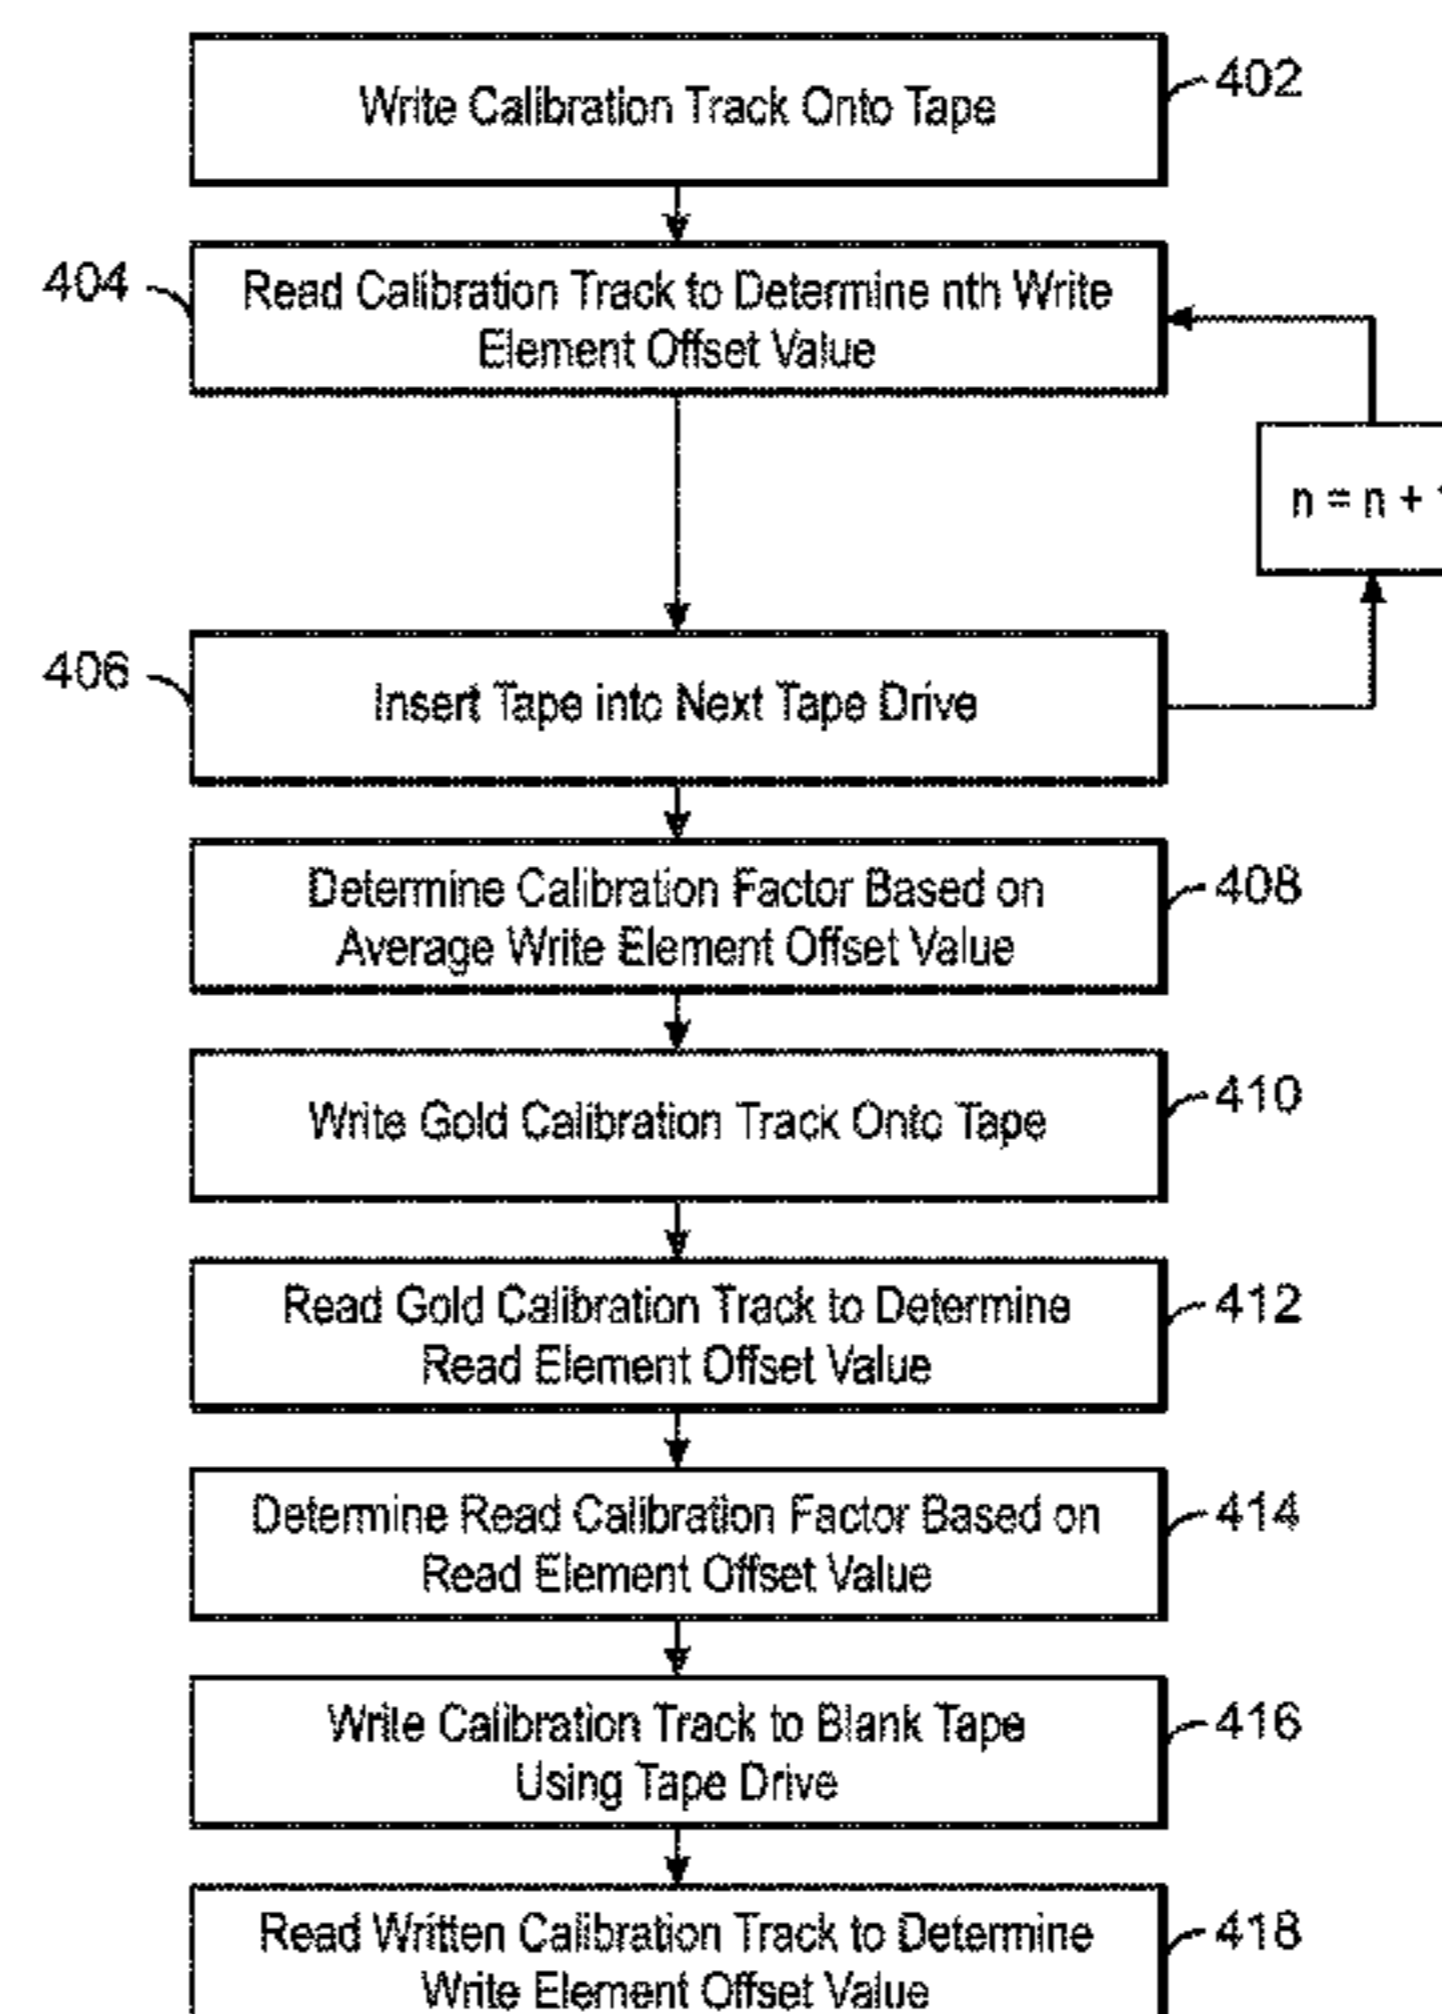 Write Calibration Track Onto Tape
402
404
Read Calibration Track to Determine nth Write
Element Offset Value
n = n +
406
Insert Tape into Next Tape Drive
Determine Calibration Factor Based on
Average Write Element Offset Value
408
Write Gold Calibration Track Onto Tape
410
Read Gold Calibration Track to Determine
Read Element Offset Value
412
Determine Read Calibration Factor Based on
Read Element Offset Value
414
Write Calibration Track to Blank Tape
Using Tape Drive
416
Read Written Calibration Track to Determine
Write Element Offset Value
418